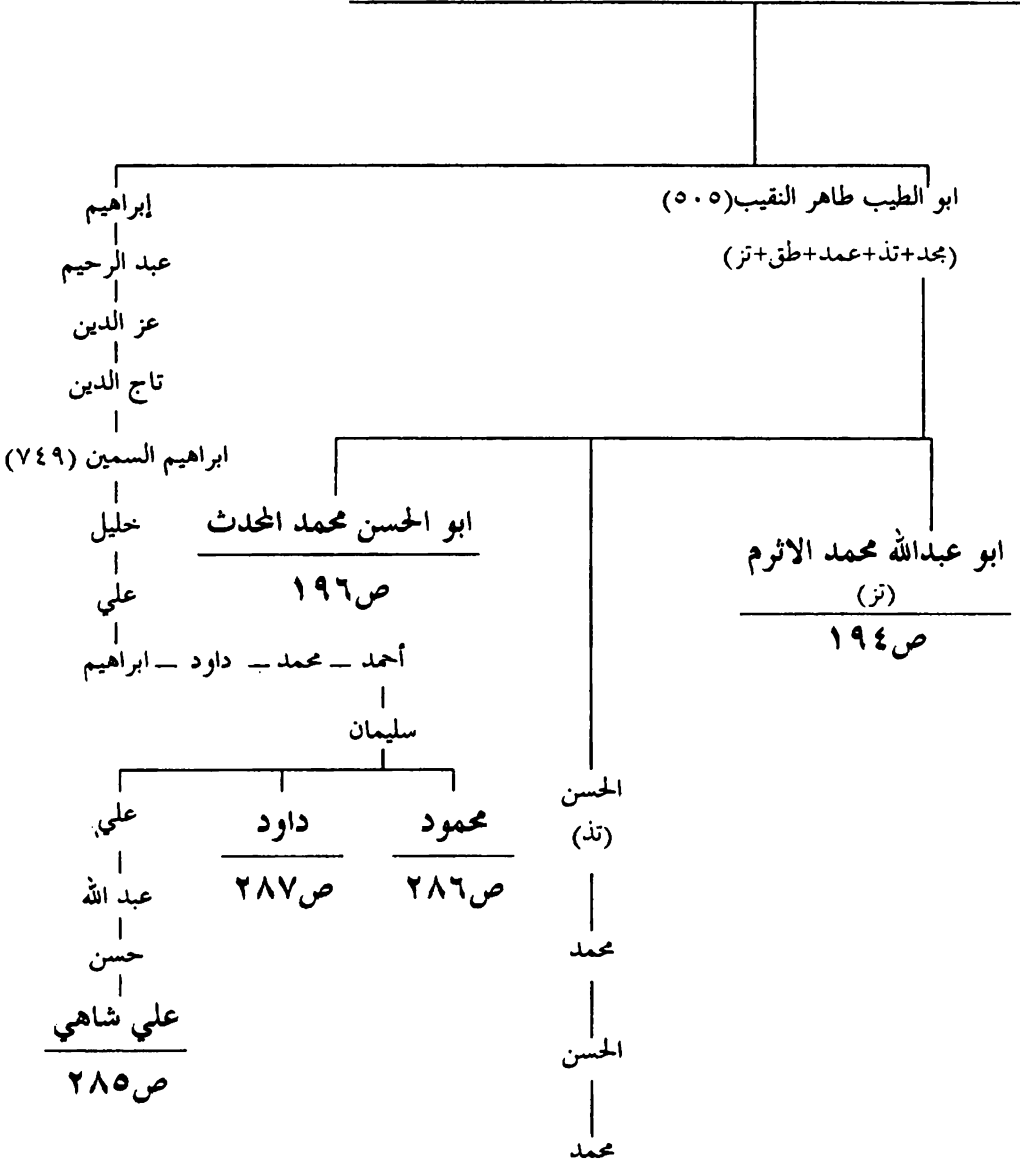 ابو الطيب طاهر النقيب(٥٠٥)
(مجد+تذ+عمد+طق+تز)
إبراهيم
عبد الرحيم
عز الدين
تاج الدين
ابراهيم السمين (٧٤٩)
خليل
علي
أحمد – محمد – داود – ابراهيم
سليمان
محمود
ص٢٨٦
داود
ص٢٨٧
علي
عبد الله
حسن
علي شاهي
ص٢٨٥
ابو عبدالله محمد الاثرم
(تز)
ص١٩٤
الحسن
(تذ)
محمد
الحسن
محمد
ابو الحسن محمد المحدث
ص١٩٦